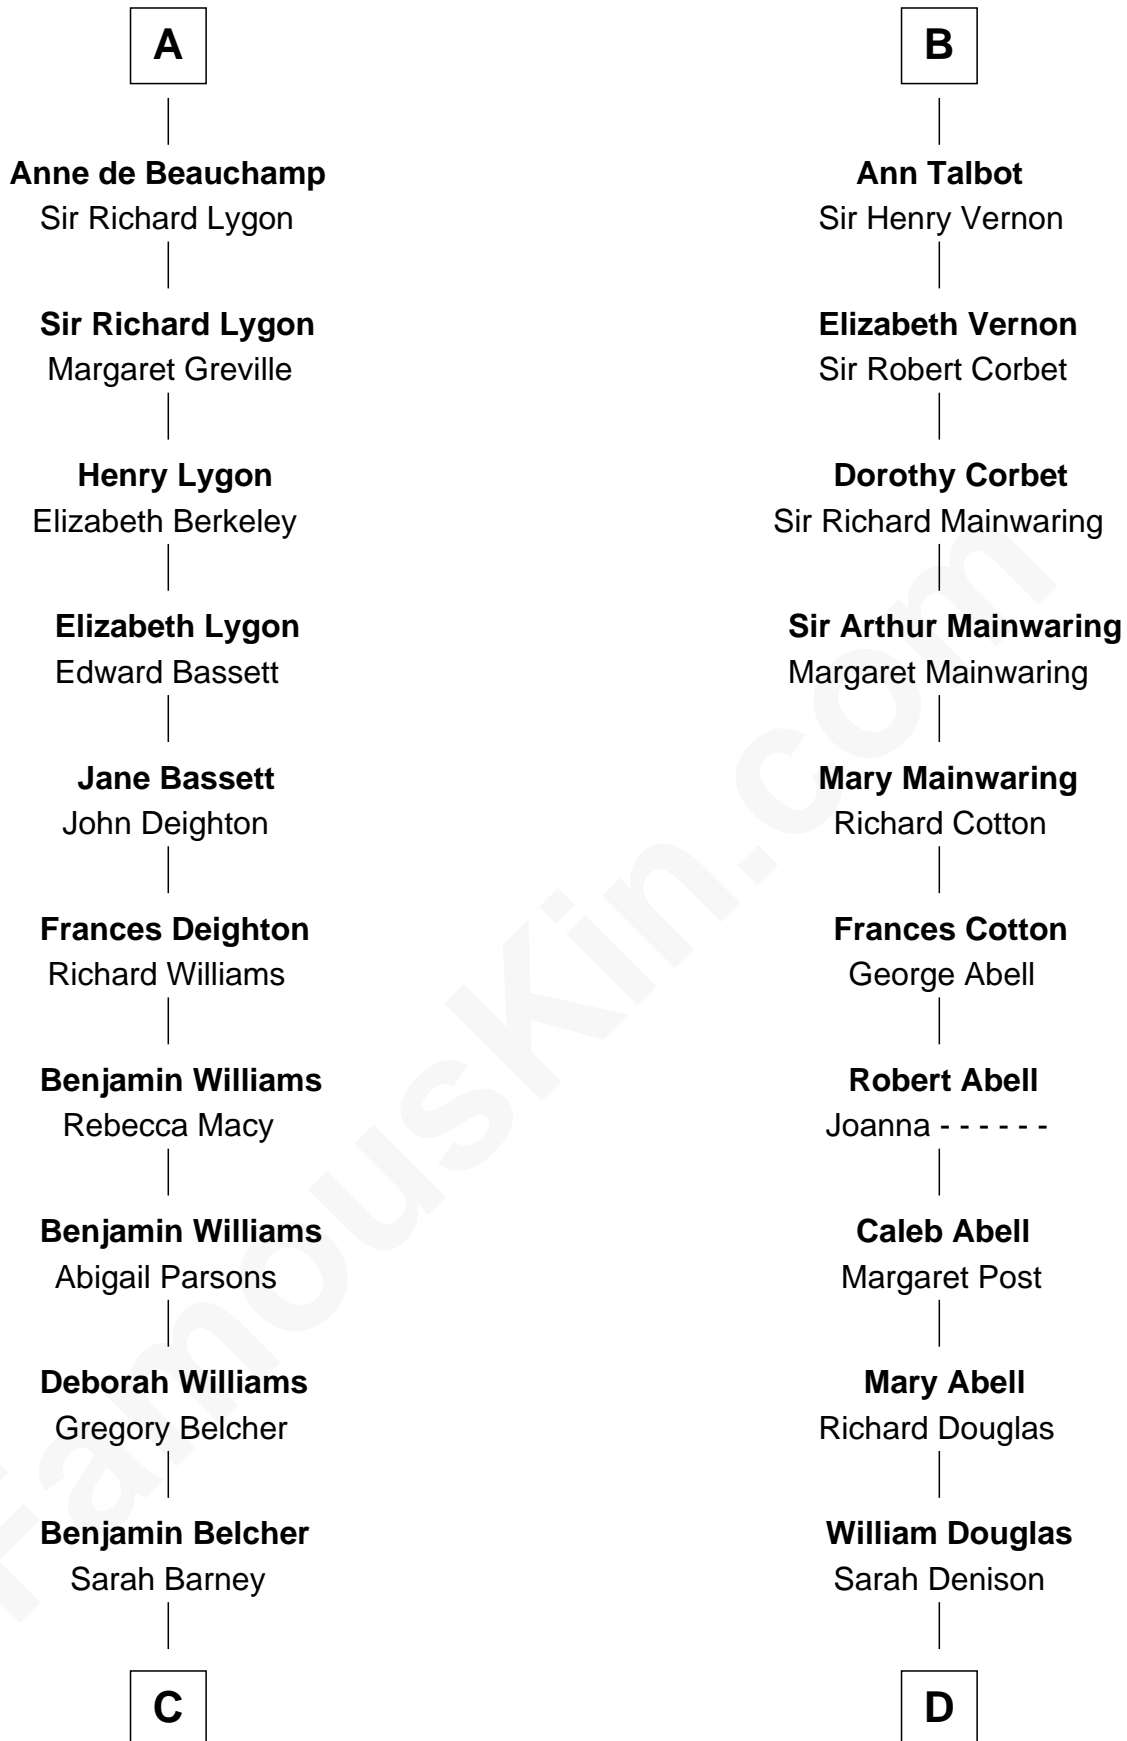 A
Anne de Beauchamp
Sir Richard Lygon
Sir Richard Lygon
Margaret Greville
Henry Lygon
Elizabeth Berkeley
Elizabeth Lygon
Edward Bassett
Jane Bassett
John Deighton
Frances Deighton
Richard Williams
Benjamin Williams
Rebecca Macy
Benjamin Williams
Abigail Parsons
Deborah Williams
Gregory Belcher
Benjamin Belcher
Sarah Barney
C
B
Ann Talbot
Sir Henry Vernon
Elizabeth Vernon
Sir Robert Corbet
Dorothy Corbet
Sir Richard Mainwaring
Sir Arthur Mainwaring
Margaret Mainwaring
Mary Mainwaring
Richard Cotton
Frances Cotton
George Abell
Robert Abell
Joanna - - - - - -
Caleb Abell
Margaret Post
Mary Abell
Richard Douglas
William Douglas
Sarah Denison
D
FamousKin.com